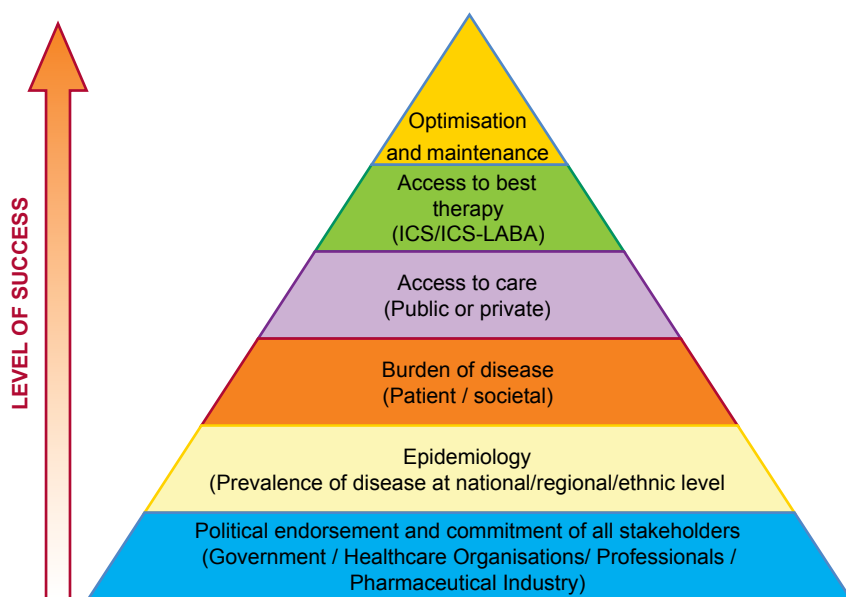 LEVEL OF SUCCESS
Optimisation
and maintenance
Access to best
therapy
(ICS/ICS-LABA)
Access to care
(Public or private)
Burden of disease
(Patient / societal)
Epidemiology
(Prevalence of disease at national/regional/ethnic level
Political endorsement and commitment of all stakeholders
(Government / Healthcare Organisations/ Professionals /
Pharmaceutical Industry)